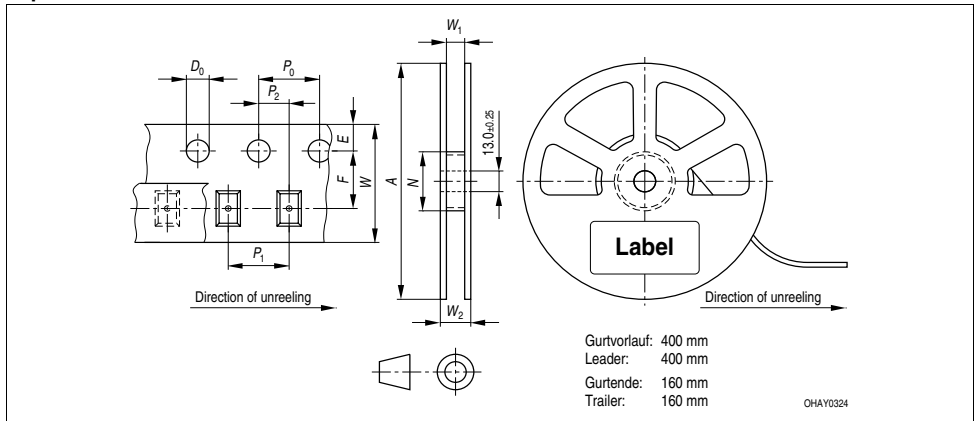 W1
D0
P0
P2
E
F
W
A
N
13.0±0.25
P1
W2
Label
Direction of unreeling
Direction of unreeling
Gurtvorlauf: 400 mm
Leader: 400 mm
Gurtende: 160 mm
Trailer: 160 mm
OHAY0324